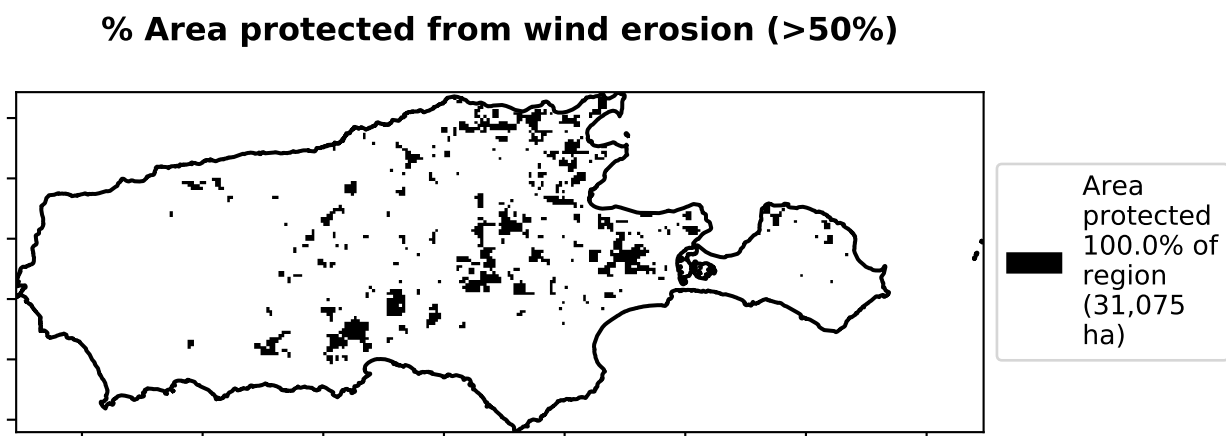 % Area protected from wind erosion (>50%)
Area
protected
100.0% of
region
(31,075
ha)